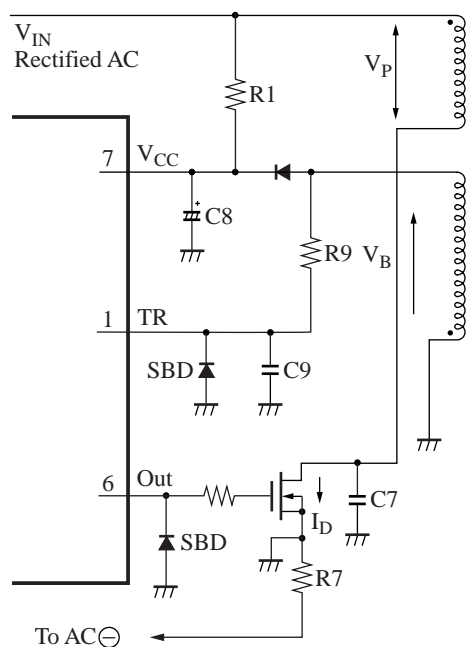 V_IN
Rectified AC
R1
V_P
7
V_CC
C8
+
R9
V_B
1
TR
SBD
C9
6
Out
I_D
C7
SBD
R7
To AC⊖